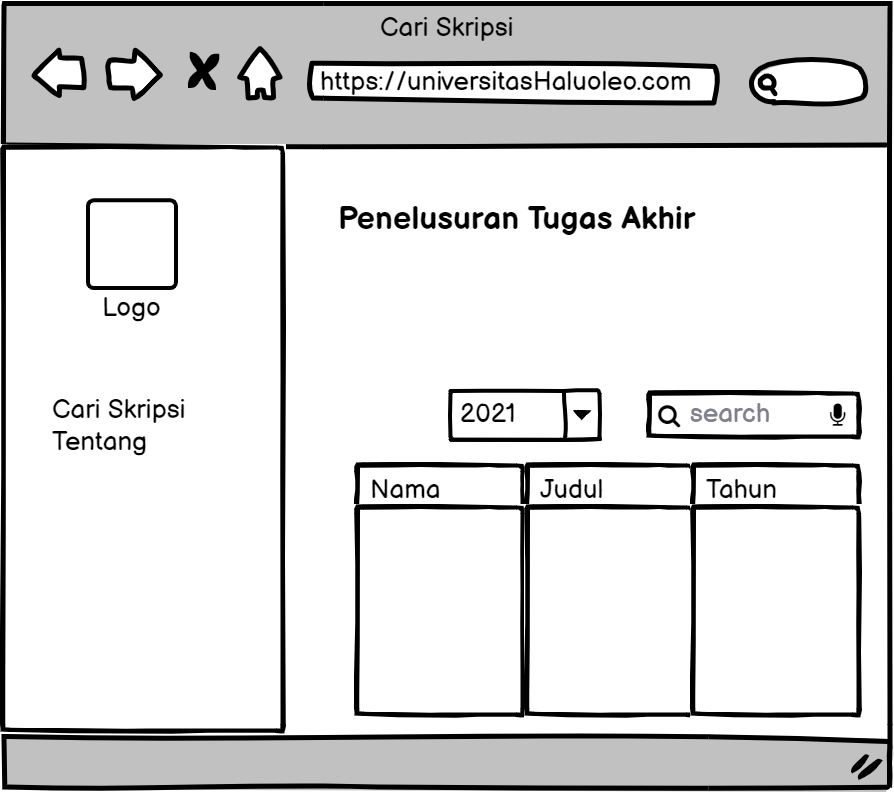 Cari Skripsi
https://universitasHaluoleo.com
Logo
Cari Skripsi
Tentang
Penelusuran Tugas Akhir
2021
search
Nama Judul Tahun